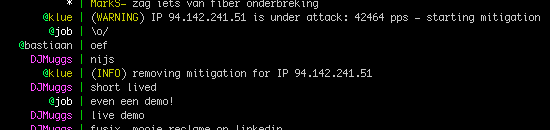 * | MarkS- zag iets van fiber onderbreking
@klue | (WARNING) IP 94.142.241.51 is under attack: 42464 pps - starting mitigation
@job | \o/
@bastiaan | oef
DJMuggs | nijs
@klue | (INFO) removing mitigation for IP 94.142.241.51
DJMuggs | short lived
@job | even een demo!
DJMuggs | live demo
DJMuggs | fusix, mooie reclame op linkedin